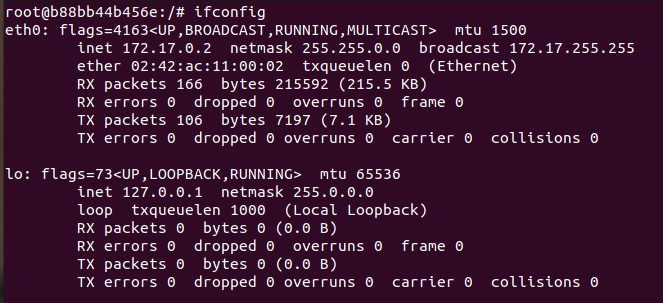 root@b88bb44b456e:/# ifconfig
eth0: flags=4163<UP,BROADCAST,RUNNING,MULTICAST>  mtu 1500
        inet 172.17.0.2  netmask 255.255.0.0  broadcast 172.17.255.255
        ether 02:42:ac:11:00:02  txqueuelen 0  (Ethernet)
        RX packets 166  bytes 215592 (215.5 KB)
        RX errors 0  dropped 0  overruns 0  frame 0
        TX packets 106  bytes 7197 (7.1 KB)
        TX errors 0  dropped 0 overruns 0  carrier 0  collisions 0

lo: flags=73<UP,LOOPBACK,RUNNING>  mtu 65536
        inet 127.0.0.1  netmask 255.0.0.0
        loop  txqueuelen 1000  (Local Loopback)
        RX packets 0  bytes 0 (0.0 B)
        RX errors 0  dropped 0  overruns 0  frame 0
        TX packets 0  bytes 0 (0.0 B)
        TX errors 0  dropped 0 overruns 0  carrier 0  collisions 0